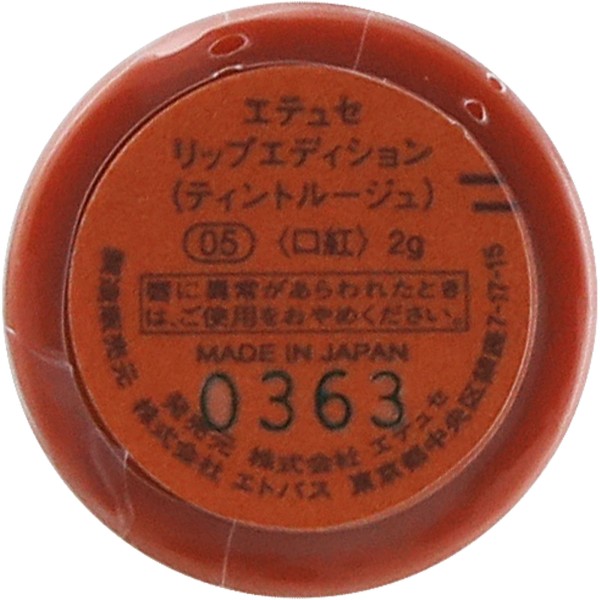 エテュセ
リップエディション
(ティントルージュ)
05 〈口紅〉 2g
唇に異常があらわれたとき
は、ご使用をおやめください。
MADE IN JAPAN
0363
発売元 株式会社 エテュセ
製造販売元 株式会社 エトバス 東京都中央区銀座7-17-15